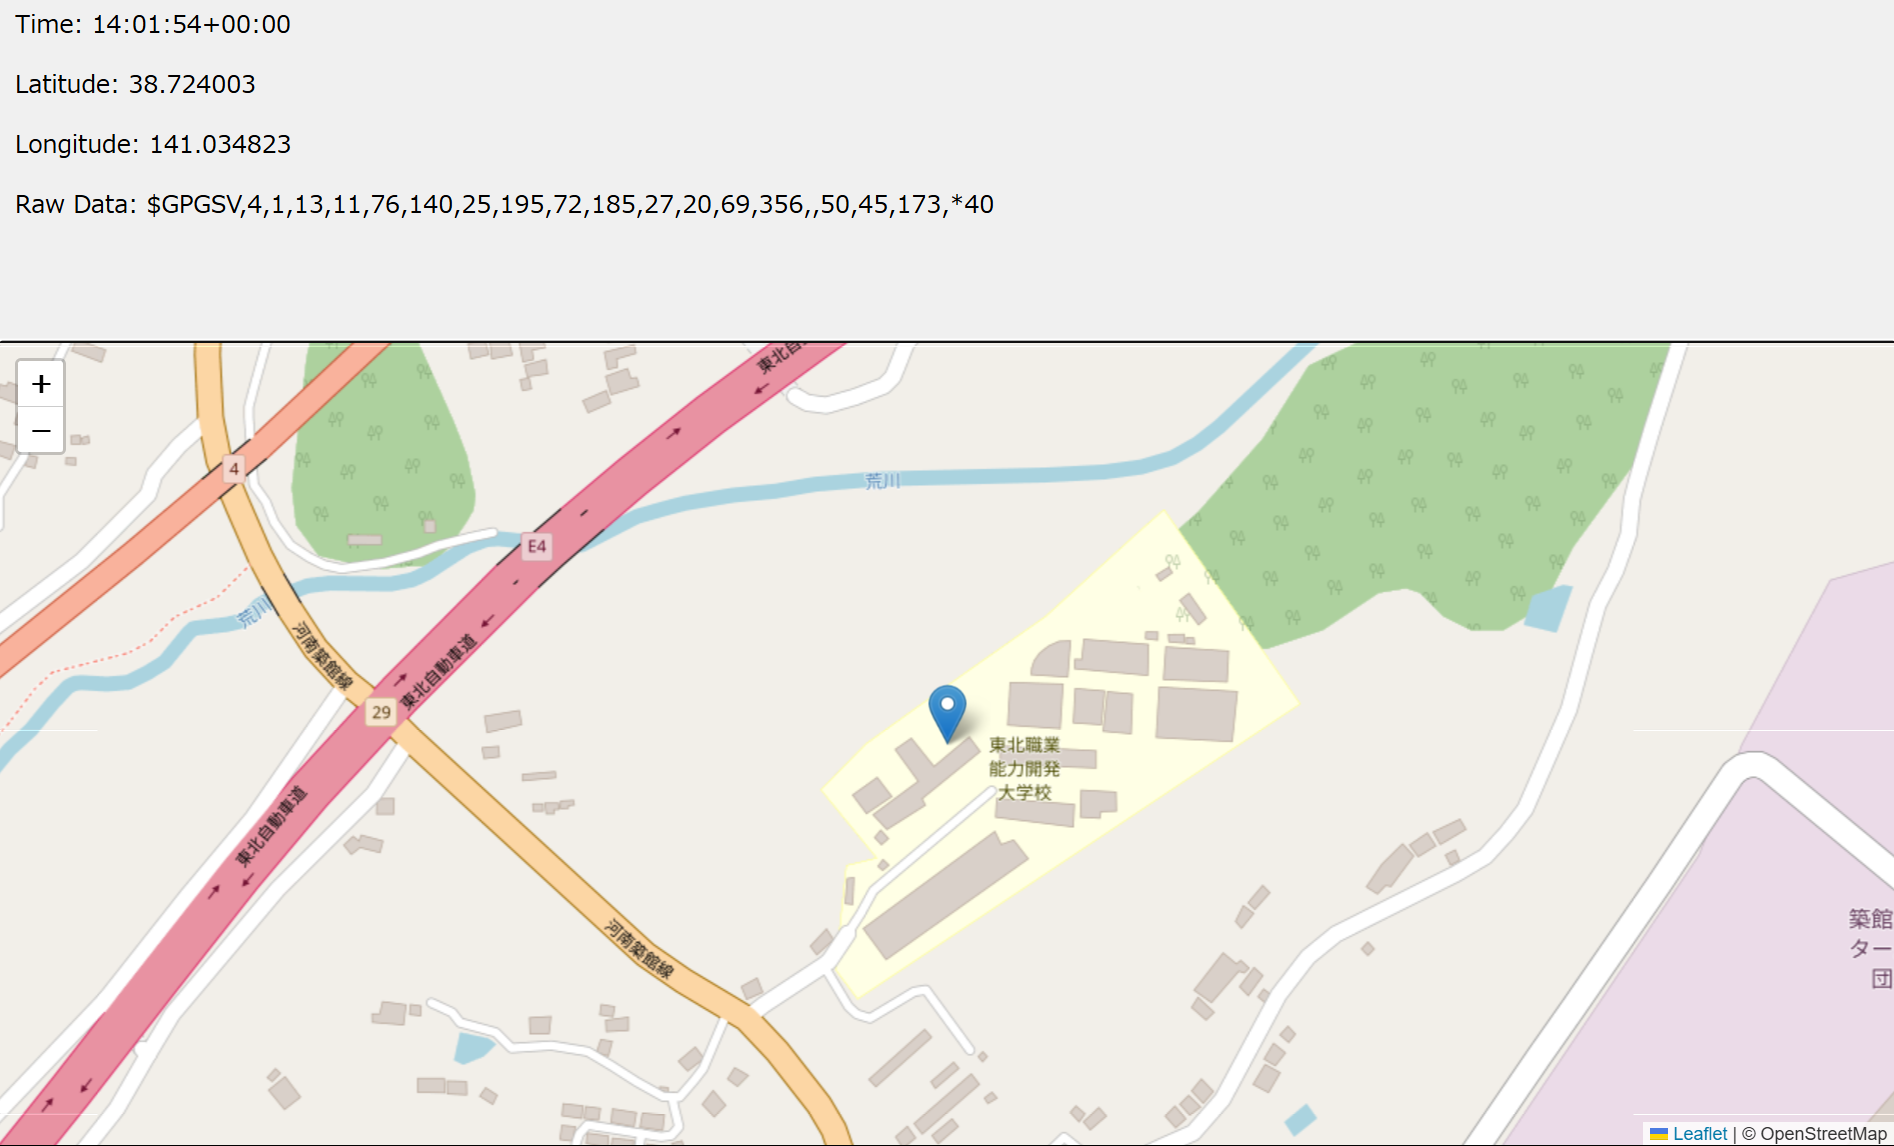 Time: 14:01:54+00:00
Latitude: 38.724003
Longitude: 141.034823
Raw Data: $GPGSV,4,1,13,11,76,140,25,195,72,185,27,20,69,356,,50,45,173,*40
+
−
東北自
4
荒川
E4
荒川
河南築館線
東北自動車道
29
東北職業
能力開発
大学校
東北自動車道
河南築館線
築館
ター
団
Leaflet | © OpenStreetMap